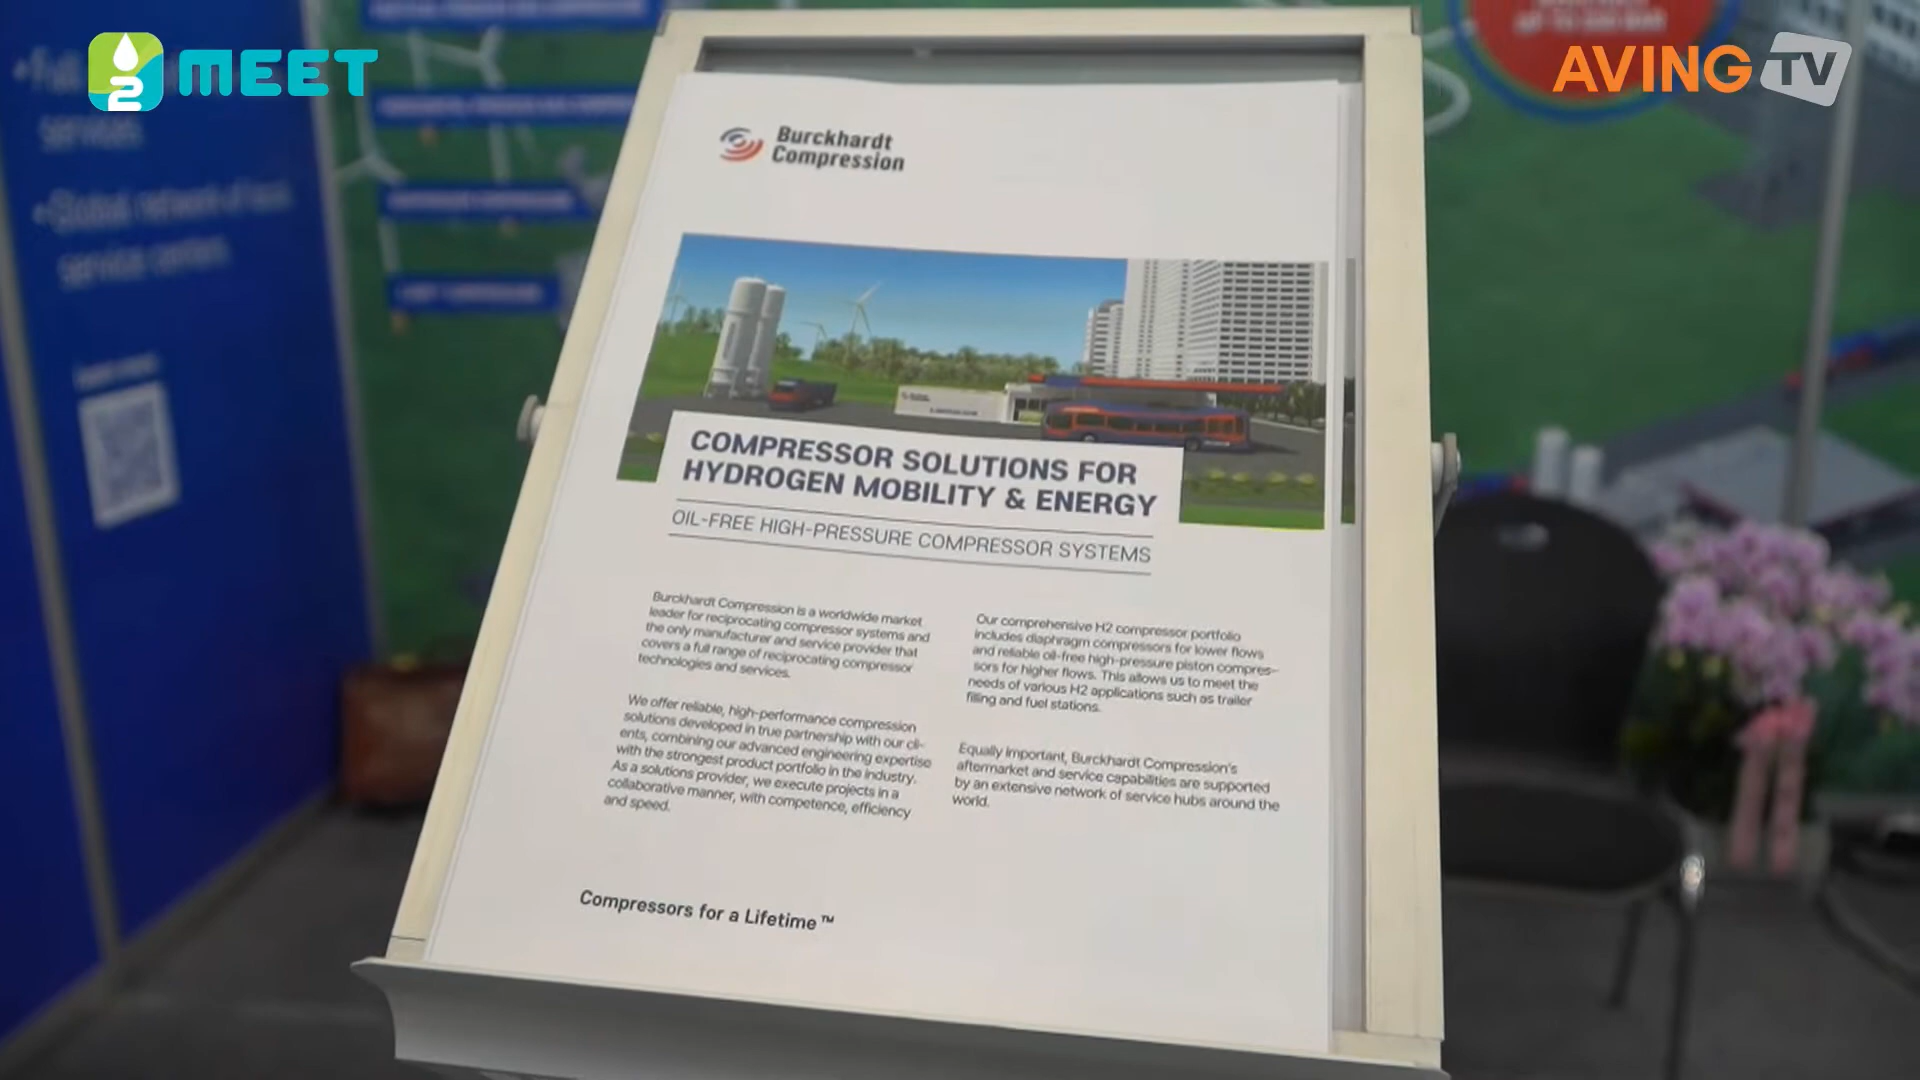 2 MEET
AVING TV
Global network of local
service centers
Burckhardt
Compression
COMPRESSOR SOLUTIONS FOR
HYDROGEN MOBILITY & ENERGY
OIL-FREE HIGH-PRESSURE COMPRESSOR SYSTEMS
Burckhardt Compression is a worldwide market
leader for reciprocating compressor systems and
the only manufacturer and service provider that
covers a full range of reciprocating compressor
technologies and services.
We offer reliable, high-performance compression
solutions developed in true partnership with our cli-
ents, combining our advanced engineering expertise
with the strongest product portfolio in the industry.
As a solutions provider, we execute projects in a
collaborative manner, with competence, efficiency
and speed.
Our comprehensive H2 compressor portfolio
includes diaphragm compressors for lower flows
and reliable oil-free high-pressure piston compres-
sors for higher flows. This allows us to meet the
needs of various H2 applications such as trailer
filling and fuel stations.
Equally important, Burckhardt Compression's
aftermarket and service capabilities are supported
by an extensive network of service hubs around the
world.
Compressors for a Lifetime™